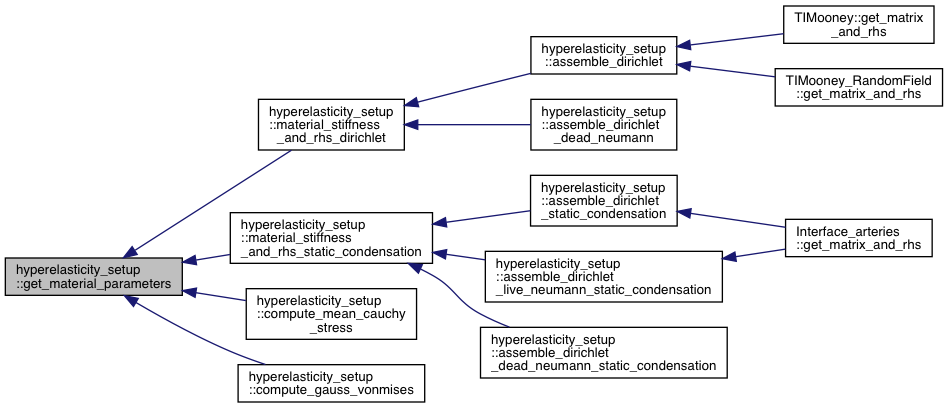 TIMooney::get_matrix
_and_rhs
hyperelasticity_setup
::assemble_dirichlet
TIMooney_RandomField
::get_matrix_and_rhs
hyperelasticity_setup
::material_stiffness
_and_rhs_dirichlet
hyperelasticity_setup
::assemble_dirichlet
_dead_neumann
hyperelasticity_setup
::assemble_dirichlet
_static_condensation
hyperelasticity_setup
::material_stiffness
_and_rhs_static_condensation
Interface_arteries
::get_matrix_and_rhs
hyperelasticity_setup
::get_material_parameters
hyperelasticity_setup
::assemble_dirichlet
_live_neumann_static_condensation
hyperelasticity_setup
::compute_mean_cauchy
_stress
hyperelasticity_setup
::assemble_dirichlet
_dead_neumann_static_condensation
hyperelasticity_setup
::compute_gauss_vonmises